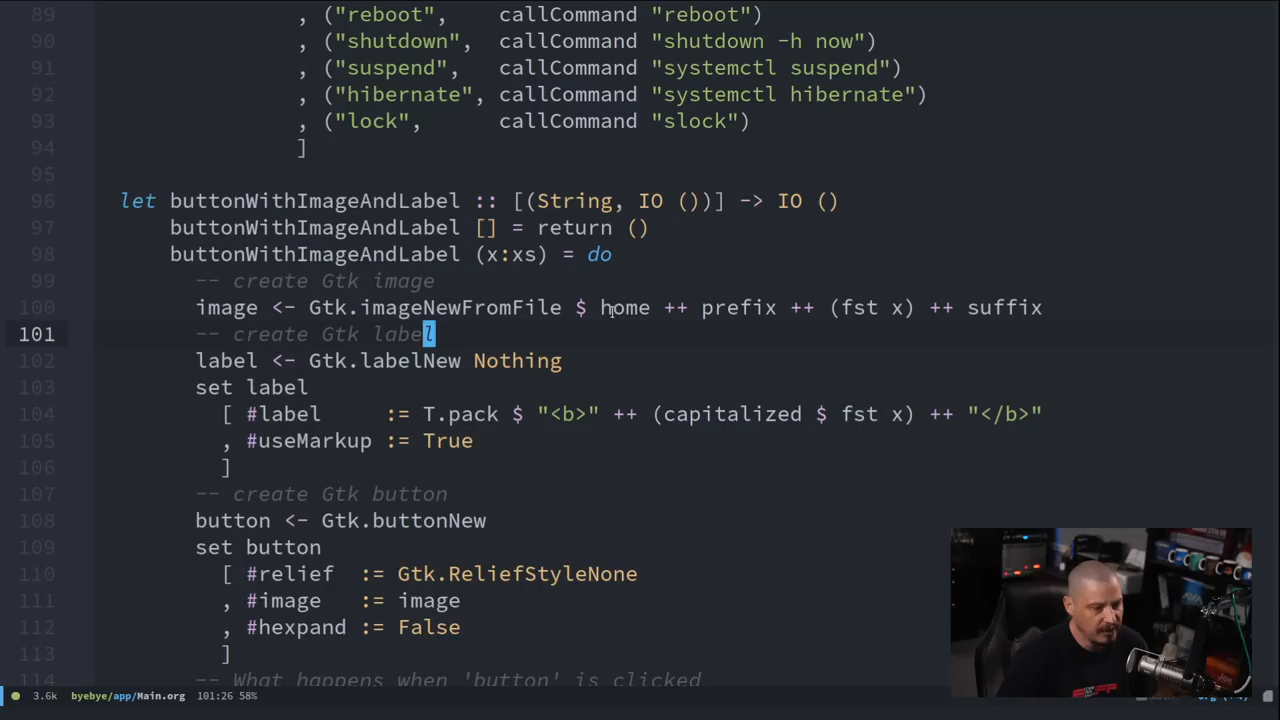 89 , ("reboot", callCommand "reboot")
90 , ("shutdown", callCommand "shutdown -h now")
91 , ("suspend", callCommand "systemctl suspend")
92 , ("hibernate", callCommand "systemctl hibernate")
93 , ("lock", callCommand "slock")
94 ]
95
96 let buttonWithImageAndLabel :: [(String, IO ())] -> IO ()
97 buttonWithImageAndLabel [] = return ()
98 buttonWithImageAndLabel (x:xs) = do
99 -- create Gtk image
100 image <- Gtk.imageNewFromFile $ home ++ prefix ++ (fst x) ++ suffix
101 -- create Gtk label
102 label <- Gtk.labelNew Nothing
103 set label
104 [ #label := T.pack $ "<b>" ++ (capitalized $ fst x) ++ "</b>"
105 , #useMarkup := True
106 ]
107 -- create Gtk button
108 button <- Gtk.buttonNew
109 set button
110 [ #relief := Gtk.ReliefStyleNone
111 , #image := image
112 , #hexpand := False
113 ]
114 -- What happens when 'button' is clicked
3.6k byebye/app/Main.org 101:26 58%